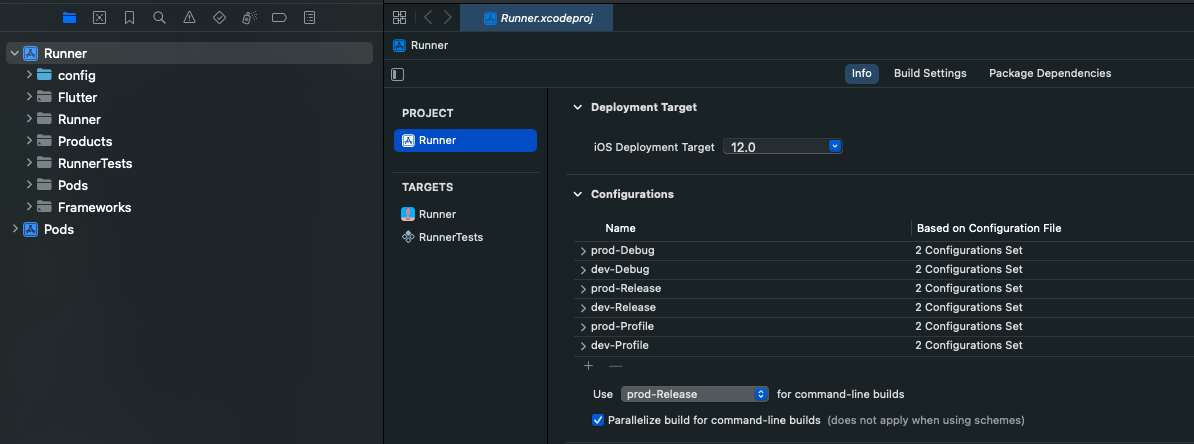 Runner.xcodeproj
Runner
Runner
config
Flutter
Runner
Products
RunnerTests
Pods
Frameworks
Pods
Info
Build Settings
Package Dependencies
PROJECT
Runner
TARGETS
Runner
RunnerTests
Deployment Target
iOS Deployment Target 12.0
Configurations
Name Based on Configuration File
prod-Debug 2 Configurations Set
dev-Debug 2 Configurations Set
prod-Release 2 Configurations Set
dev-Release 2 Configurations Set
prod-Profile 2 Configurations Set
dev-Profile 2 Configurations Set
Use prod-Release for command-line builds
Parallelize build for command-line builds (does not apply when using schemes)